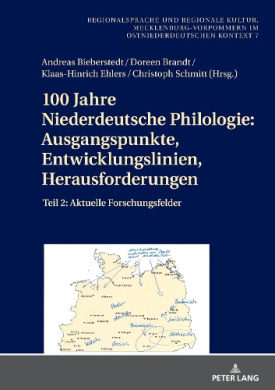 REGIONALSPRACHE UND REGIONALE KULTUR.
MECKLENBURG-VORPOMMERN IM
OSTNIEDERDEUTSCHEN KONTEXT 7
Andreas Bieberstedt / Doreen Brandt /
Klaas-Hinrich Ehlers / Christoph Schmitt (Hrsg.)
100 Jahre
Niederdeutsche Philologie:
Ausgangspunkte,
Entwicklungslinien,
Herausforderungen
Teil 2: Aktuelle Forschungsfelder
PETER LANG